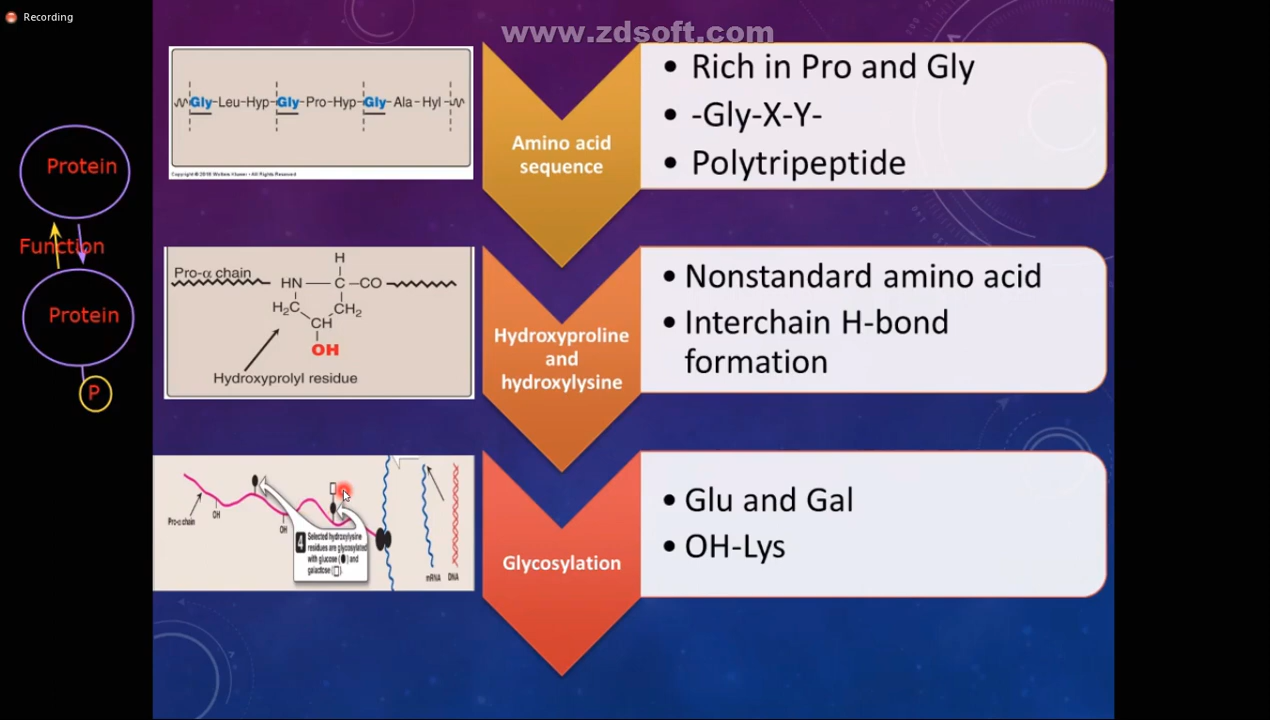 Recording
www.zdsoft.com
Gly-Leu-Hyp-Gly-Pro-Hyp-Gly-Ala-Hyl
Copyright © 2018 Wolters Kluwer • All Rights Reserved
Amino acid
sequence
• Rich in Pro and Gly
• -Gly-X-Y-
• Polytripeptide
Protein
Function
Protein
P
Pro-α chain
H
HN
C
CO
H₂C
CH₂
CH
OH
Hydroxyprolyl residue
Hydroxyproline
and
hydroxylysine
• Nonstandard amino acid
• Interchain H-bond
formation
Pro-α chain
OH
OH
4 Selected hydroxylysine
residues are glycosylated
with glucose (⬮) and
galactose (▯).
mRNA
DNA
Glycosylation
• Glu and Gal
• OH-Lys